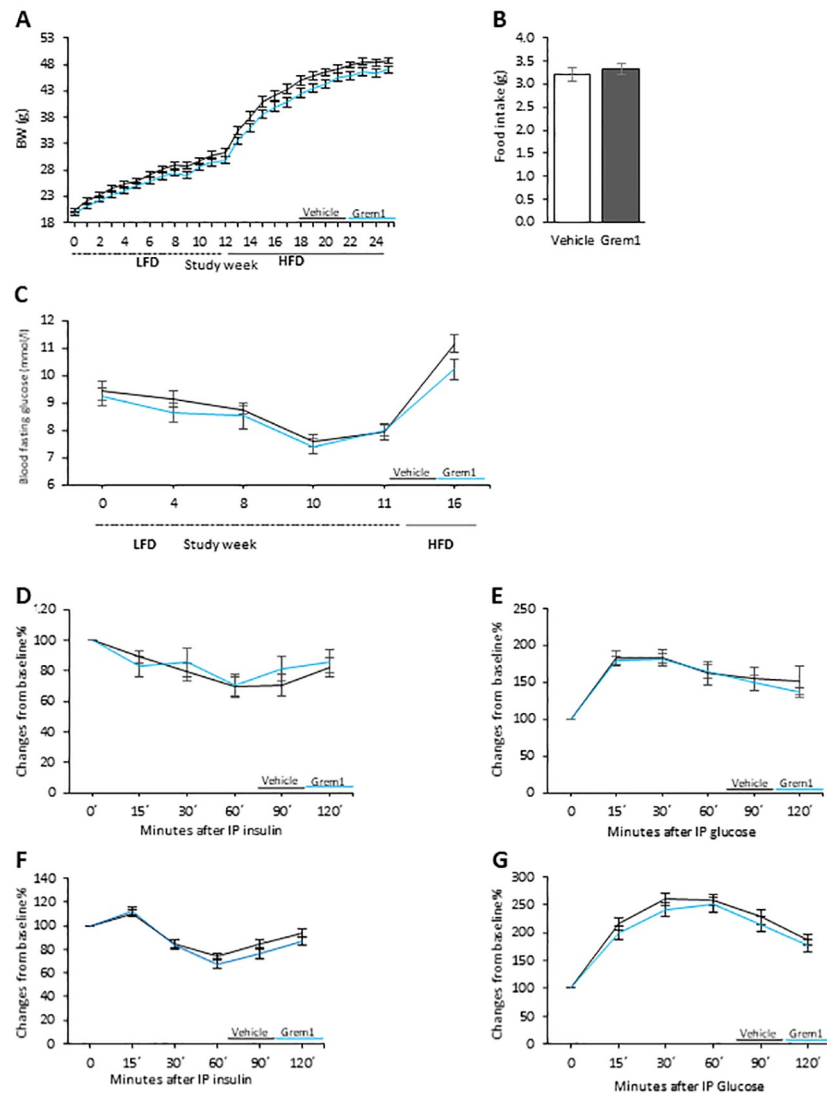 A
53
48
43
38
33
28
23
18
BW (g)
0 2 4 6 8 10 12 14 16 18 20 22 24
Vehicle Grem1
LFD Study week HFD
B
4.0
3.5
3.0
2.5
2.0
1.5
1.0
0.5
0.0
Food intake (g)
Vehicle Grem1
C
12
11
10
9
8
7
6
Blood fasting glucose (mmol/l)
Vehicle Grem1
0 4 8 10 11 16
LFD Study week HFD
D
120
100
80
60
40
20
0
Changes from baseline%
Vehicle Grem1
0´ 15´ 30´ 60´ 90´ 120´
Minutes after IP insulin
E
250
200
150
100
50
0
Changes from baseline%
Vehicle Grem1
0 15´ 30´ 60´ 90´ 120´
Minutes after IP glucose
F
140
120
100
80
60
40
20
0
Changes from baseline%
Vehicle Grem1
0 15´ 30´ 60´ 90´ 120´
Minutes after IP insulin
G
300
250
200
150
100
50
0
Changes from baseline%
Vehicle Grem1
0 15´ 30´ 60´ 90´ 120´
Minutes after IP Glucose